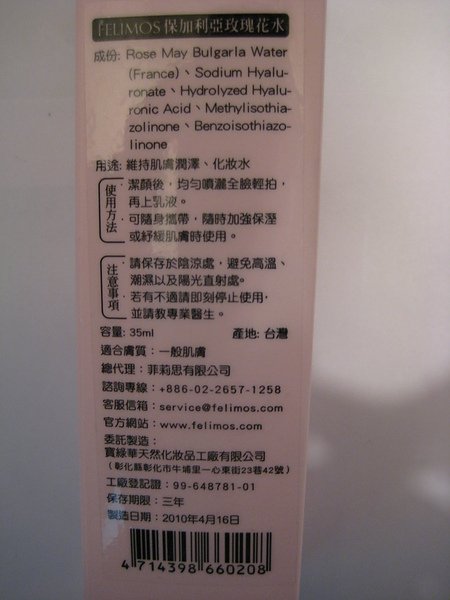 FELIMOS 保加利亞玫瑰花水
成份: Rose May Bulgarla Water
(France)、Sodium Hyalu-
ronate、Hydrolyzed Hyalu-
ronic Acid、Methylisothia-
zolinone、Benzoisothiazo-
linone
用途: 維持肌膚潤澤、化妝水
使用方法
· 潔顏後，均勻噴灑全臉輕拍，
再上乳液。
· 可隨身攜帶，隨時加強保溼
或紓緩肌膚時使用。
注意事項
· 請保存於陰涼處，避免高溫、
潮濕以及陽光直射處。
· 若有不適請即刻停止使用，
並請教專業醫生。
容量: 35ml 產地: 台灣
適合膚質：一般肌膚
總代理：菲莉思有限公司
諮詢專線：+886-02-2657-1258
客服信箱：service@felimos.com
官方網站：www.felimos.com
委託製造：
寶綠華天然化妝品工廠有限公司
（彰化縣彰化市牛埔里一心東街23巷42號）
工廠登記證：99-648781-01
保存期限：三年
製造日期：2010年4月16日
4 714398 660208